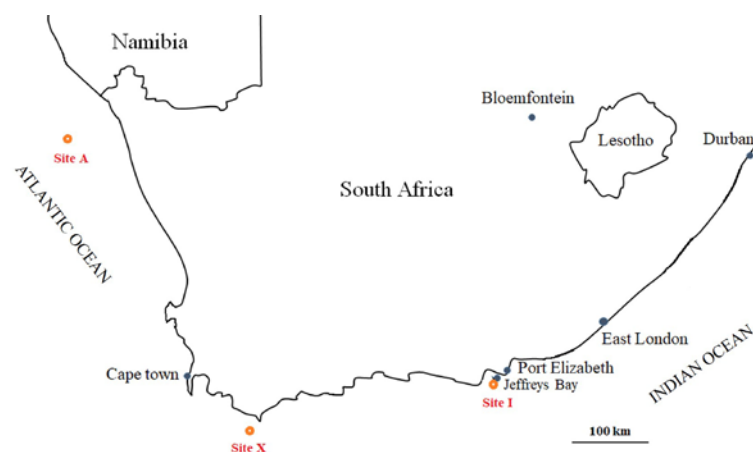 Namibia
Bloemfontein
Lesotho
Durban
Site A
South Africa
ATLANTIC OCEAN
East London
INDIAN OCEAN
Port Elizabeth
Cape town
Jeffreys Bay
Site I
Site X
100 km